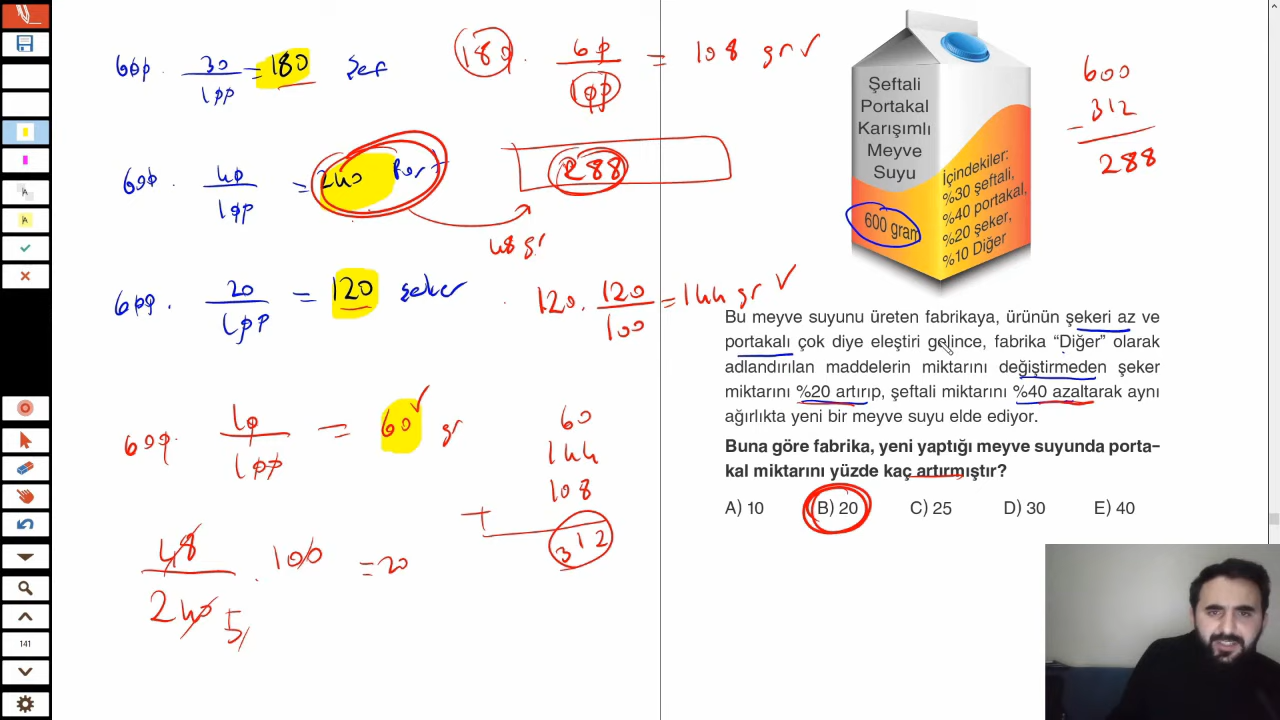 600 · 30/100 = 180 şef
180 · 60/100 = 108 gr ✓
600 · 40/100 = 240 Port
288
48 gr
600 · 20/100 = 120 şeker
120 · 120/100 = 144 gr ✓
600 · 10/100 = 60 ✓ gr
60
144
108
+
312
48/240 · 100 = 20
5
Şeftali
Portakal
Karışımlı
Meyve
Suyu
600 gram
İçindekiler:
%30 şeftali,
%40 portakal,
%20 şeker,
%10 Diğer
600
- 312
288
Bu meyve suyunu üreten fabrikaya, ürünün şekeri az ve
portakalı çok diye eleştiri gelince, fabrika “Diğer” olarak
adlandırılan maddelerin miktarını değiştirmeden şeker
miktarını %20 artırıp, şeftali miktarını %40 azaltarak aynı
ağırlıkta yeni bir meyve suyu elde ediyor.
Buna göre fabrika, yeni yaptığı meyve suyunda porta–
kal miktarını yüzde kaç artırmıştır?
A) 10 B) 20 C) 25 D) 30 E) 40
A
A
141